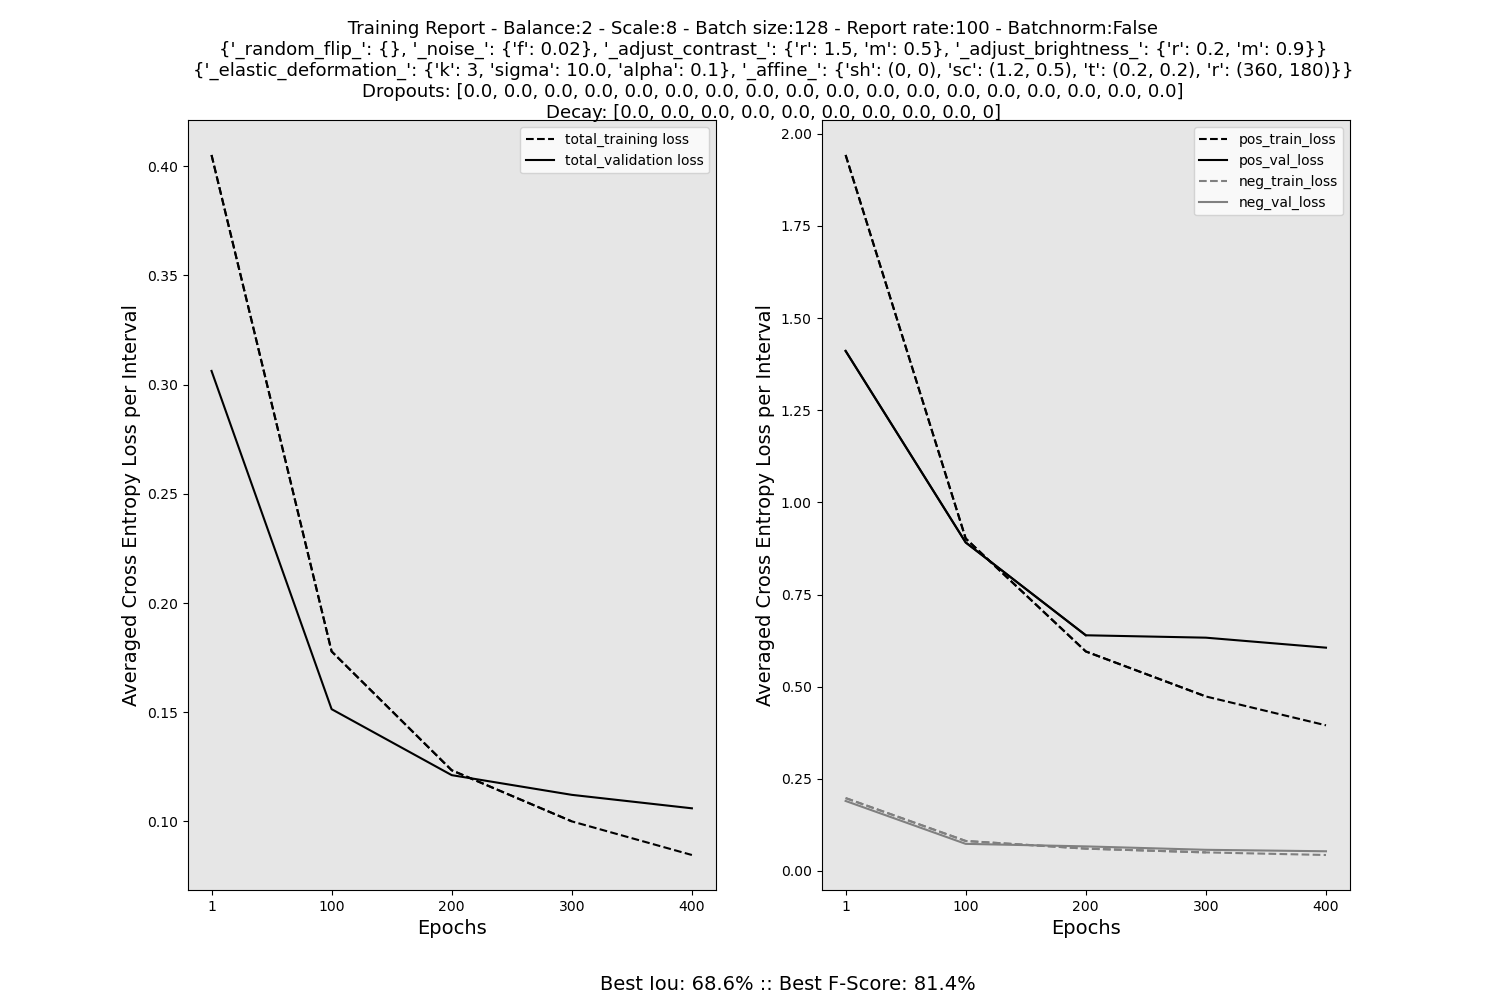 Training Report - Balance:2 - Scale:8 - Batch size:128 - Report rate:100 - Batchnorm:False
{'_random_flip_': {}, '_noise_': {'f': 0.02}, '_adjust_contrast_': {'r': 1.5, 'm': 0.5}, '_adjust_brightness_': {'r': 0.2, 'm': 0.9}}
{'_elastic_deformation_': {'k': 3, 'sigma': 10.0, 'alpha': 0.1}, '_affine_': {'sh': (0, 0), 'sc': (1.2, 0.5), 't': (0.2, 0.2), 'r': (360, 180)}}
Dropouts: [0.0, 0.0, 0.0, 0.0, 0.0, 0.0, 0.0, 0.0, 0.0, 0.0, 0.0, 0.0, 0.0, 0.0, 0.0, 0.0, 0.0, 0.0, 0.0]
Decay: [0.0, 0.0, 0.0, 0.0, 0.0, 0.0, 0.0, 0.0, 0.0, 0]
total_training loss
total_validation loss
0.40
0.35
0.30
0.25
0.20
0.15
0.10
Averaged Cross Entropy Loss per Interval
1
100
200
300
400
Epochs
pos_train_loss
pos_val_loss
neg_train_loss
neg_val_loss
2.00
1.75
1.50
1.25
1.00
0.75
0.50
0.25
0.00
Averaged Cross Entropy Loss per Interval
1
100
200
300
400
Epochs
Best Iou: 68.6% :: Best F-Score: 81.4%